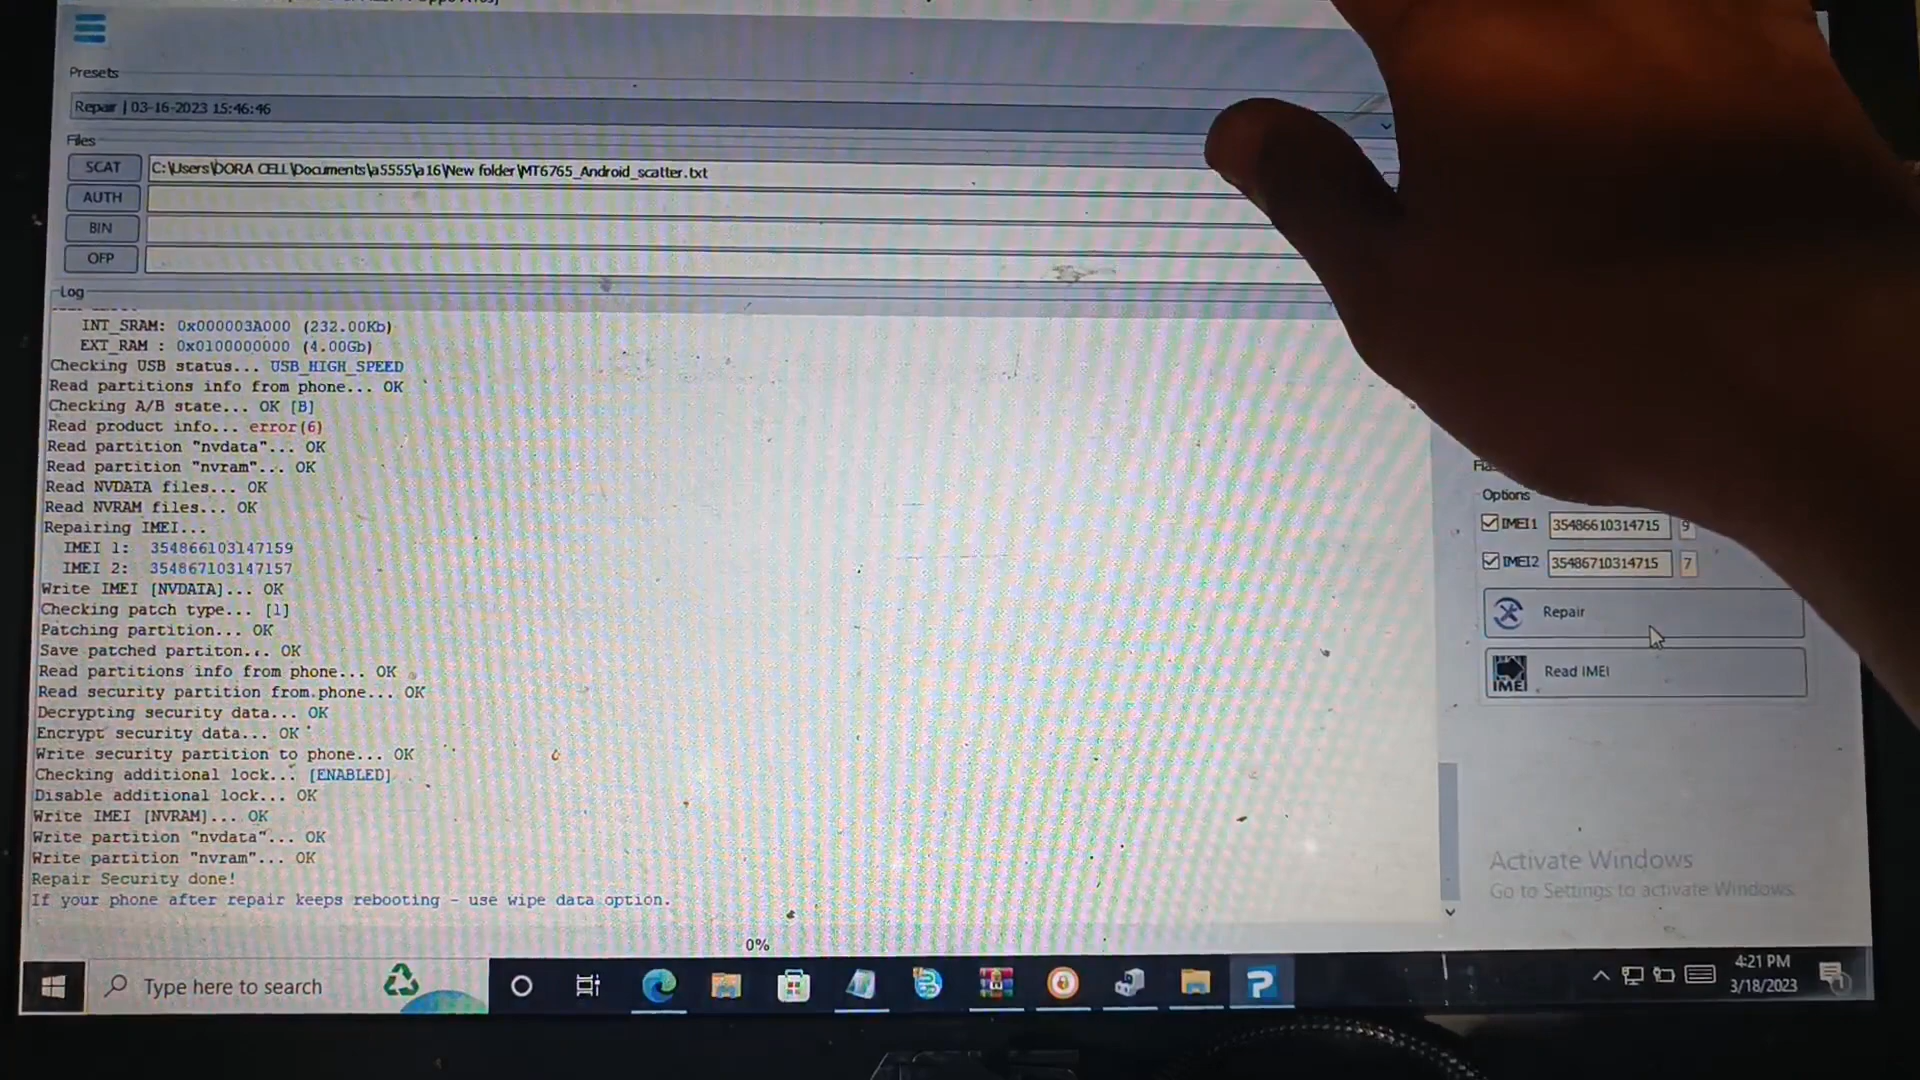 Presets
Repair | 03-16-2023 15:46:46
Files
SCAT C:\Users\DORA CELL\Documents\a5555\a16\New folder\MT6765_Android_scatter.txt
AUTH
BIN
OFP
Log
INT_SRAM: 0x000003A000 (232.00Kb)
EXT_RAM : 0x0100000000 (4.00Gb)
Checking USB status... USB_HIGH_SPEED
Read partitions info from phone... OK
Checking A/B state... OK [B]
Read product info... error(6)
Read partition "nvdata"... OK
Read partition "nvram"... OK
Read NVDATA files... OK
Read NVRAM files... OK
Repairing IMEI...
IMEI 1: 354866103147159
IMEI 2: 354867103147157
Write IMEI [NVDATA]... OK
Checking patch type... [1]
Patching partition... OK
Save patched partiton... OK
Read partitions info from phone... OK
Read security partition from phone... OK
Decrypting security data... OK
Encrypt security data... OK
Write security partition to phone... OK
Checking additional lock... [ENABLED]
Disable additional lock... OK
Write IMEI [NVRAM]... OK
Write partition "nvdata"... OK
Write partition "nvram"... OK
Repair Security done!
If your phone after repair keeps rebooting - use wipe data option.
0%
Options
IMEI1 35486610314715 9
IMEI2 35486710314715 7
Repair
IMEI Read IMEI
Activate Windows
Go to Settings to activate Windows.
Type here to search
4:21 PM
3/18/2023
1